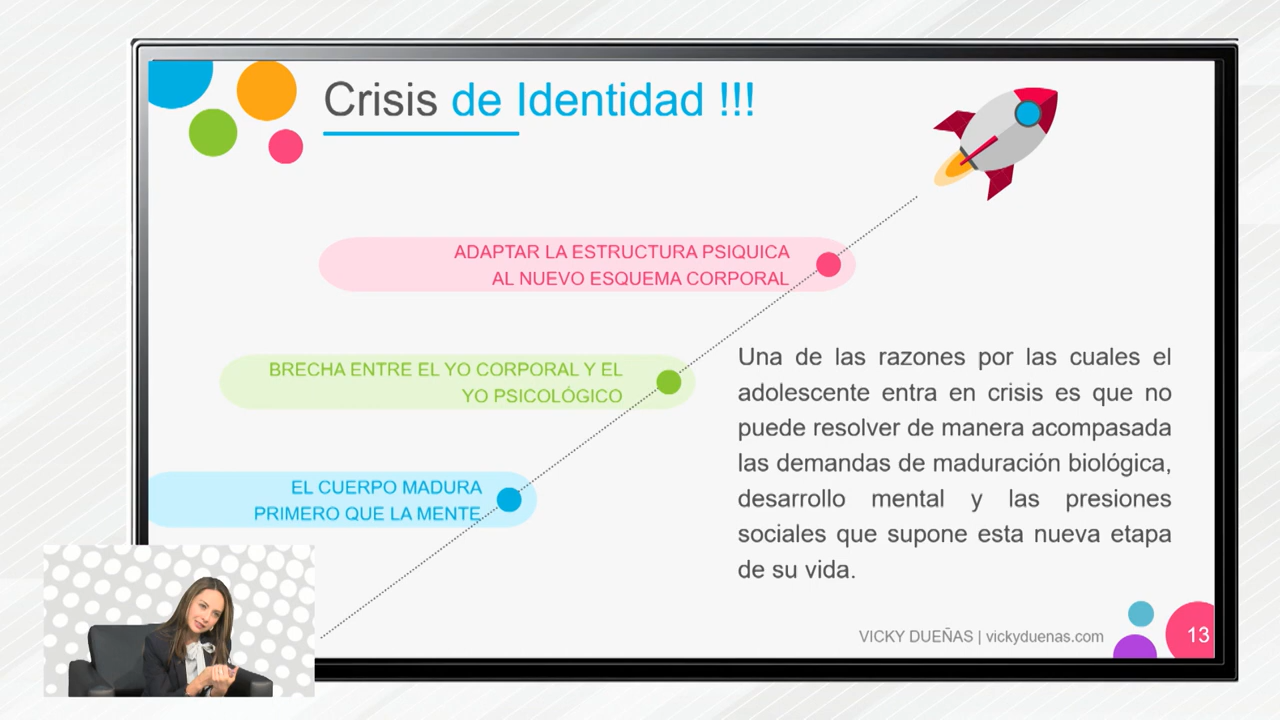 Crisis de Identidad !!!
ADAPTAR LA ESTRUCTURA PSIQUICA
AL NUEVO ESQUEMA CORPORAL
BRECHA ENTRE EL YO CORPORAL Y EL
YO PSICOLÓGICO
EL CUERPO MADURA
PRIMERO QUE LA MENTE
Una de las razones por las cuales el
adolescente entra en crisis es que no
puede resolver de manera acompasada
las demandas de maduración biológica,
desarrollo mental y las presiones
sociales que supone esta nueva etapa
de su vida.
VICKY DUEÑAS | vickyduenas.com
13